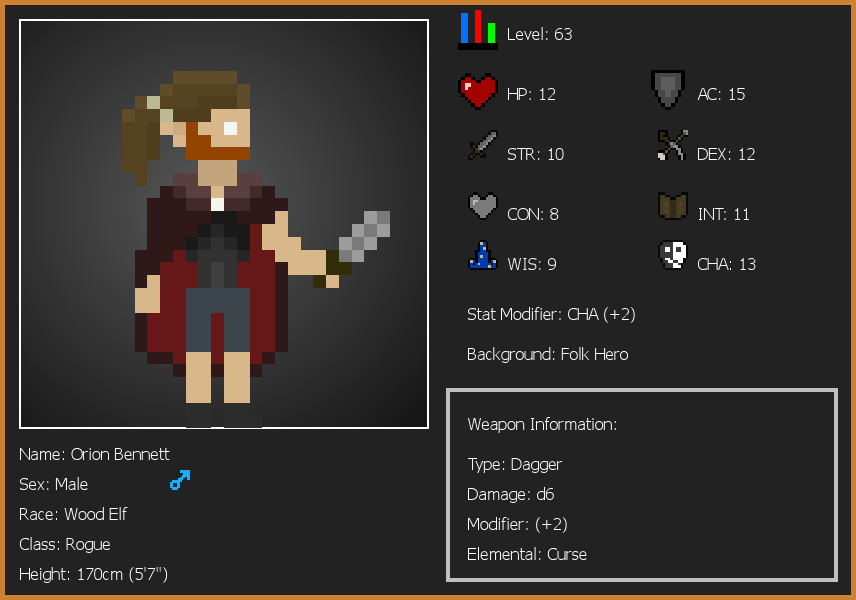 Level: 63
HP: 12
AC: 15
STR: 10
DEX: 12
CON: 8
INT: 11
WIS: 9
CHA: 13
Stat Modifier: CHA (+2)
Background: Folk Hero
Weapon Information:
Type: Dagger
Damage: d6
Modifier: (+2)
Elemental: Curse
Name: Orion Bennett
Sex: Male
Race: Wood Elf
Class: Rogue
Height: 170cm (5'7")